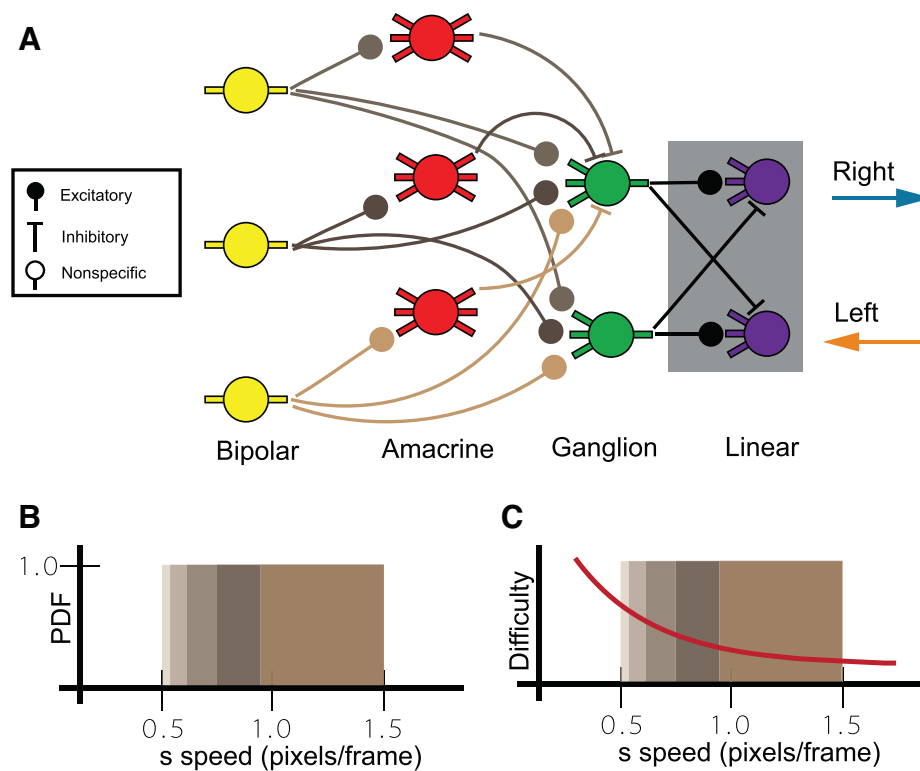 A
Excitatory
Inhibitory
Nonspecific
Right
Left
Bipolar
Amacrine
Ganglion
Linear
B
1.0
PDF
0.5
1.0
1.5
s speed (pixels/frame)
C
Difficulty
0.5
1.0
1.5
s speed (pixels/frame)